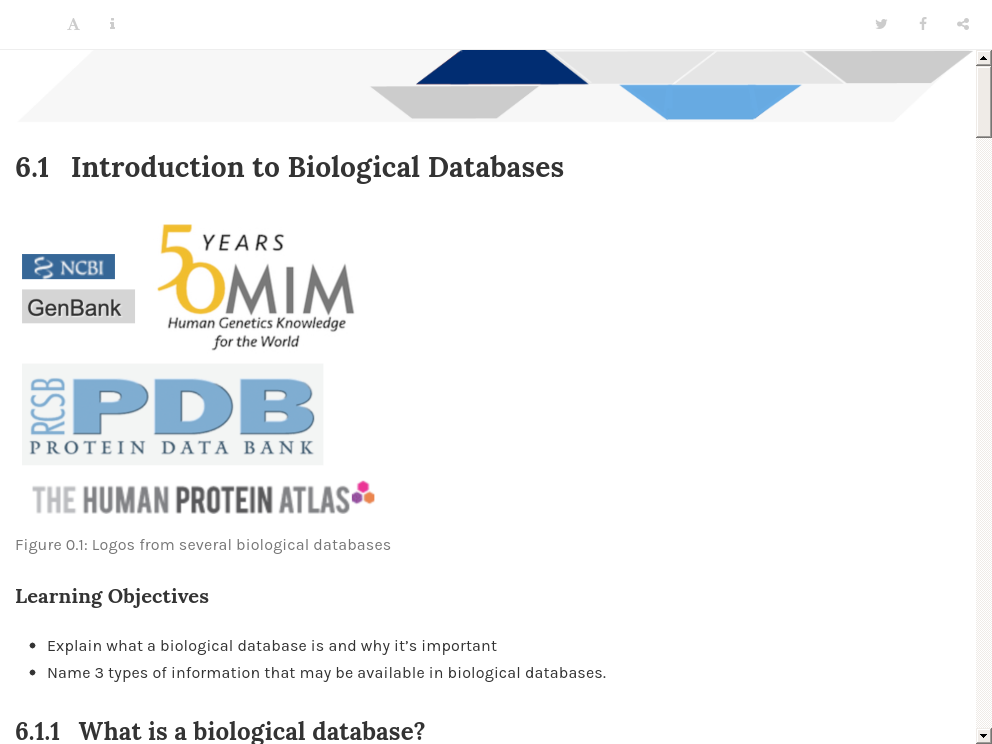 6.1 Introduction to Biological Databases
NCBI
GenBank
50 YEARS
OMIM
Human Genetics Knowledge
for the World
RCSB
PDB
PROTEIN DATA BANK
THE HUMAN PROTEIN ATLAS
Figure 0.1: Logos from several biological databases
Learning Objectives
Explain what a biological database is and why it’s important
Name 3 types of information that may be available in biological databases.
6.1.1 What is a biological database?